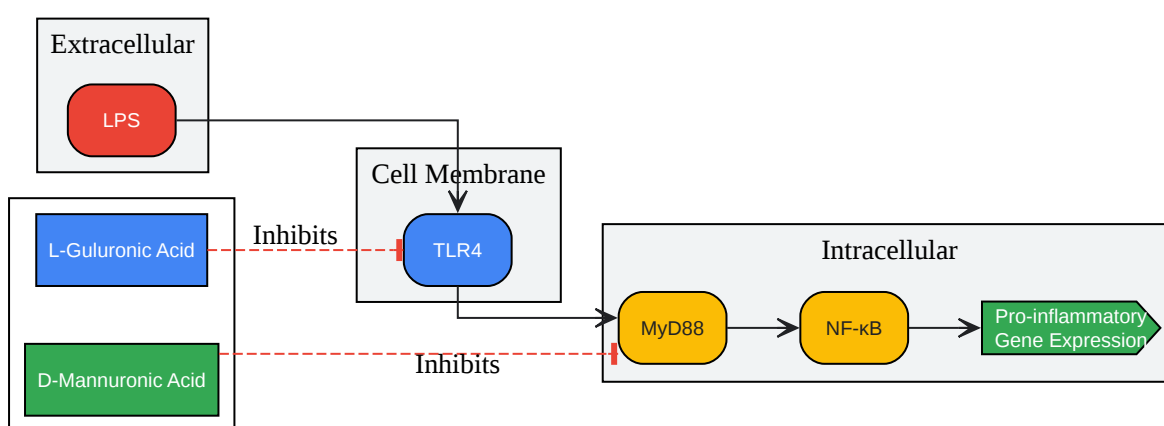 Extracellular
LPS
Cell Membrane
L-Guluronic Acid
Inhibits
TLR4
Intracellular
MyD88
NF-κB
Pro-inflammatory
Gene Expression
D-Mannuronic Acid
Inhibits